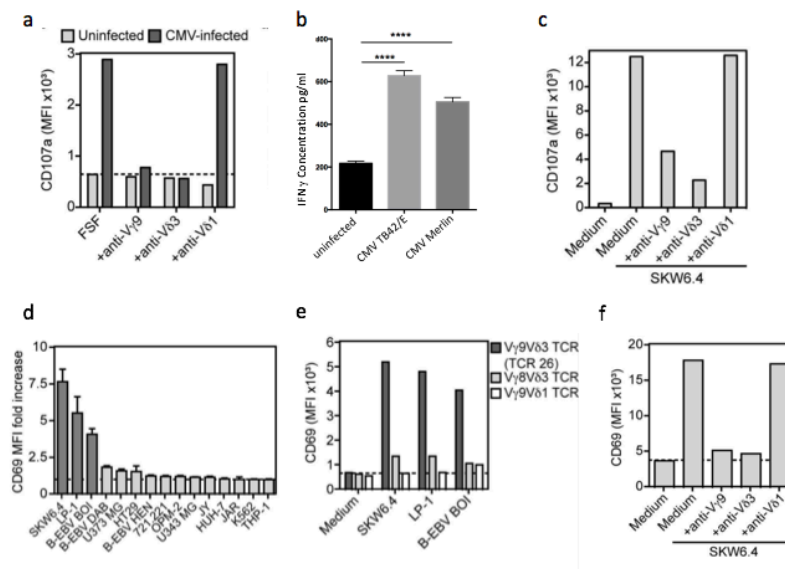 a
Uninfected CMV-infected
CD107a (MFI x10³)
3
2
1
0
FSF
+anti-Vγ9
+anti-Vδ3
+anti-Vδ1
b
****
****
IFNγ Concentration pg/ml
800
600
400
200
0
uninfected
CMV TB42/E
CMV Merlin
c
CD107a (MFI x10³)
12
8
4
0
Medium
Medium
+anti-Vγ9
+anti-Vδ3
+anti-Vδ1
SKW6.4
d
CD69 MFI fold increase
10
7.5
5.0
2.5
0
SKW6.4
LP-1
B-EBV BOI
B-EBV DAB
U373 MG
HT29
B-EBV HEN
721.221
OPM-2
U343 MG
JY
HUH-7
JAR
K562
THP-1
e
CD69 (MFI x10³)
6
5
4
3
2
1
0
Medium
SKW6.4
LP-1
B-EBV BOI
Vγ9Vδ3 TCR
(TCR 26)
Vγ8Vδ3 TCR
Vγ9Vδ1 TCR
f
CD69 (MFI x10³)
20
15
10
5
0
Medium
Medium
+anti-Vγ9
+anti-Vδ3
+anti-Vδ1
SKW6.4